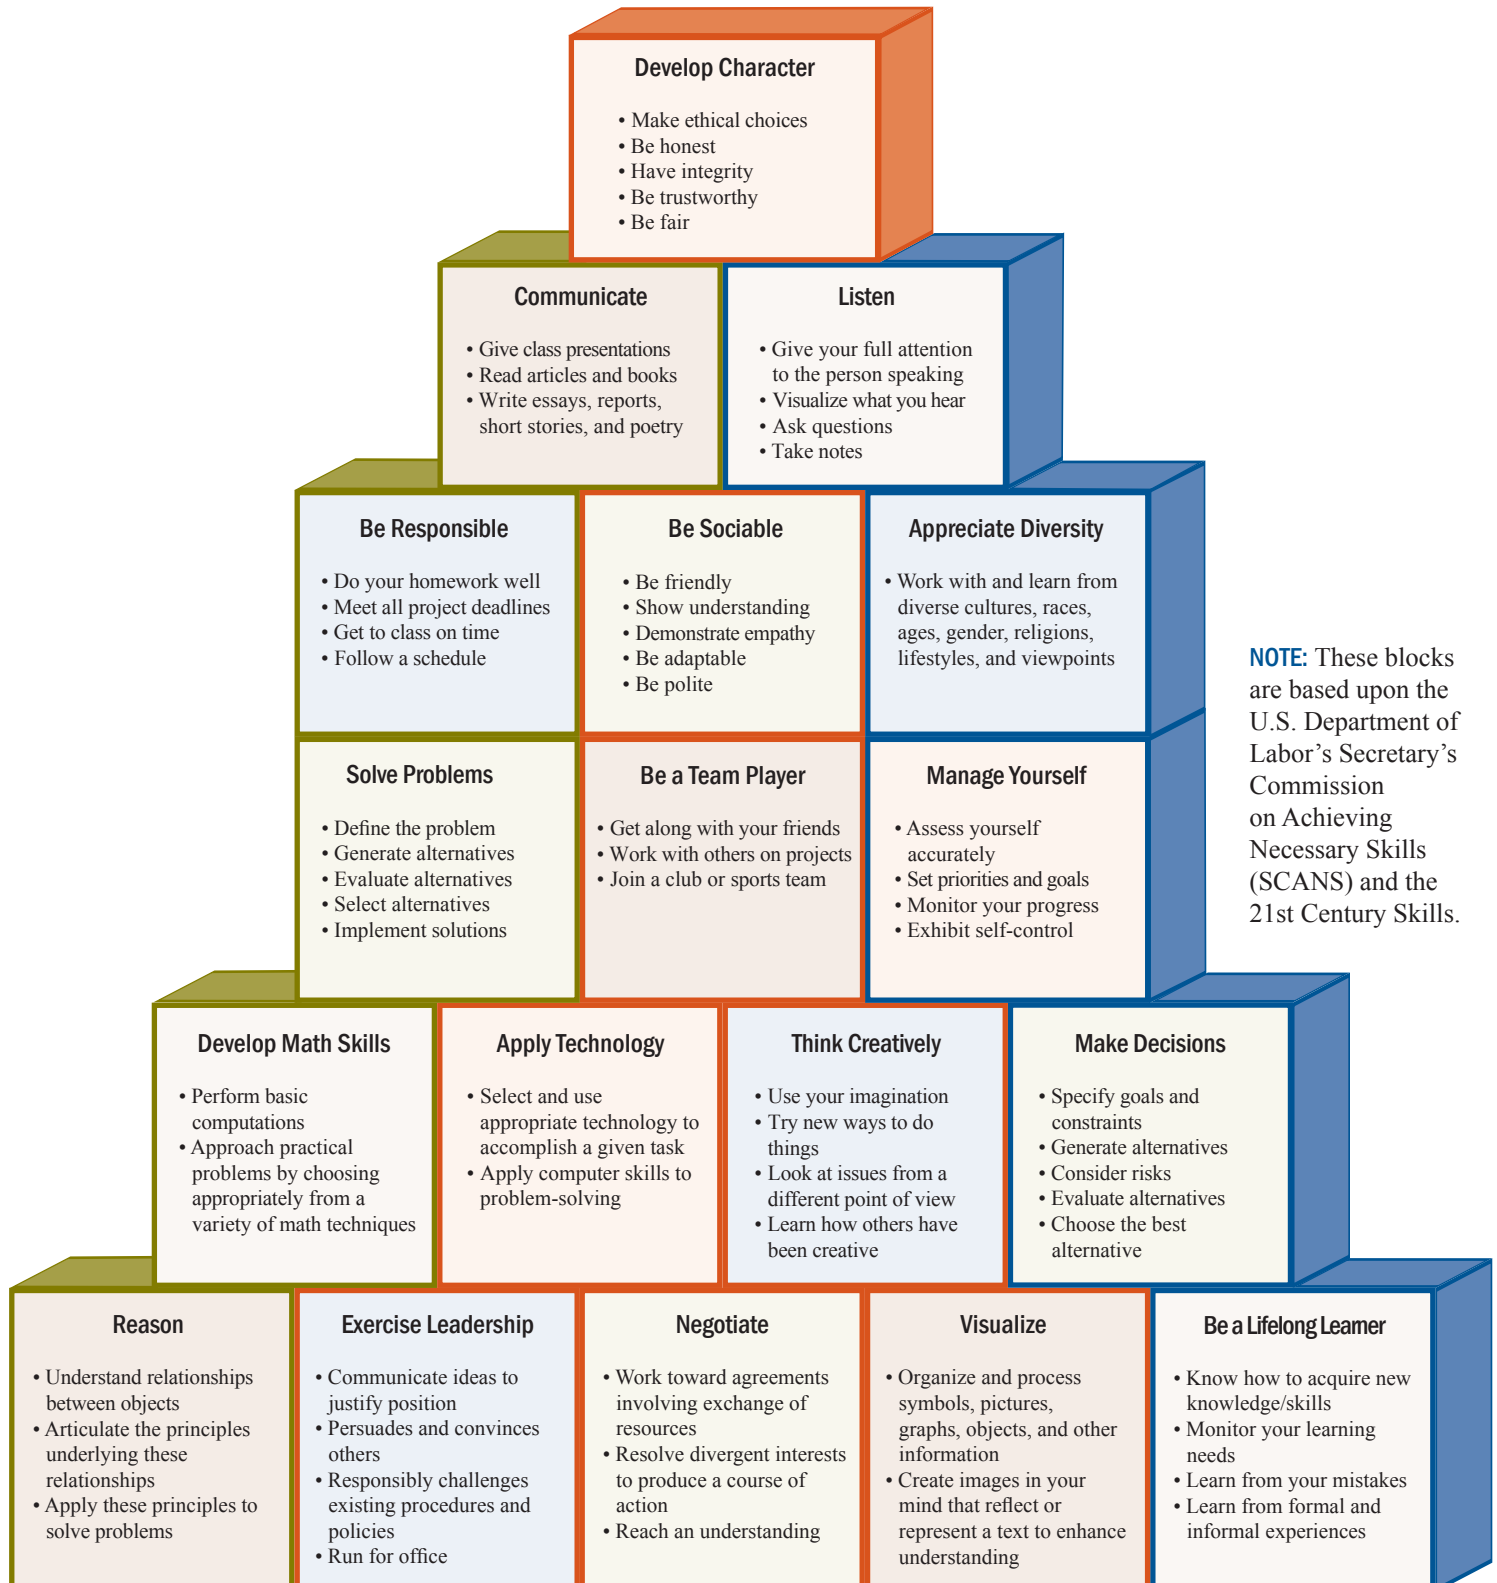 Develop Character
• Make ethical choices
• Be honest
• Have integrity
• Be trustworthy
• Be fair
Communicate
• Give class presentations
• Read articles and books
• Write essays, reports,
short stories, and poetry
Listen
• Give your full attention
to the person speaking
• Visualize what you hear
• Ask questions
• Take notes
Be Responsible
• Do your homework well
• Meet all project deadlines
• Get to class on time
• Follow a schedule
Be Sociable
• Be friendly
• Show understanding
• Demonstrate empathy
• Be adaptable
• Be polite
Appreciate Diversity
• Work with and learn from
diverse cultures, races,
ages, gender, religions,
lifestyles, and viewpoints
Solve Problems
• Define the problem
• Generate alternatives
• Evaluate alternatives
• Select alternatives
• Implement solutions
Be a Team Player
• Get along with your friends
• Work with others on projects
• Join a club or sports team
Manage Yourself
• Assess yourself
accurately
• Set priorities and goals
• Monitor your progress
• Exhibit self-control
NOTE: These blocks
are based upon the
U.S. Department of
Labor’s Secretary’s
Commission
on Achieving
Necessary Skills
(SCANS) and the
21st Century Skills.
Develop Math Skills
• Perform basic
computations
• Approach practical
problems by choosing
appropriately from a
variety of math techniques
Apply Technology
• Select and use
appropriate technology to
accomplish a given task
• Apply computer skills to
problem-solving
Think Creatively
• Use your imagination
• Try new ways to do
things
• Look at issues from a
different point of view
• Learn how others have
been creative
Make Decisions
• Specify goals and
constraints
• Generate alternatives
• Consider risks
• Evaluate alternatives
• Choose the best
alternative
Reason
• Understand relationships
between objects
• Articulate the principles
underlying these
relationships
• Apply these principles to
solve problems
Exercise Leadership
• Communicate ideas to
justify position
• Persuades and convinces
others
• Responsibly challenges
existing procedures and
policies
• Run for office
Negotiate
• Work toward agreements
involving exchange of
resources
• Resolve divergent interests
to produce a course of
action
• Reach an understanding
Visualize
• Organize and process
symbols, pictures,
graphs, objects, and other
information
• Create images in your
mind that reflect or
represent a text to enhance
understanding
Be a Lifelong Learner
• Know how to acquire new
knowledge/skills
• Monitor your learning
needs
• Learn from your mistakes
• Learn from formal and
informal experiences